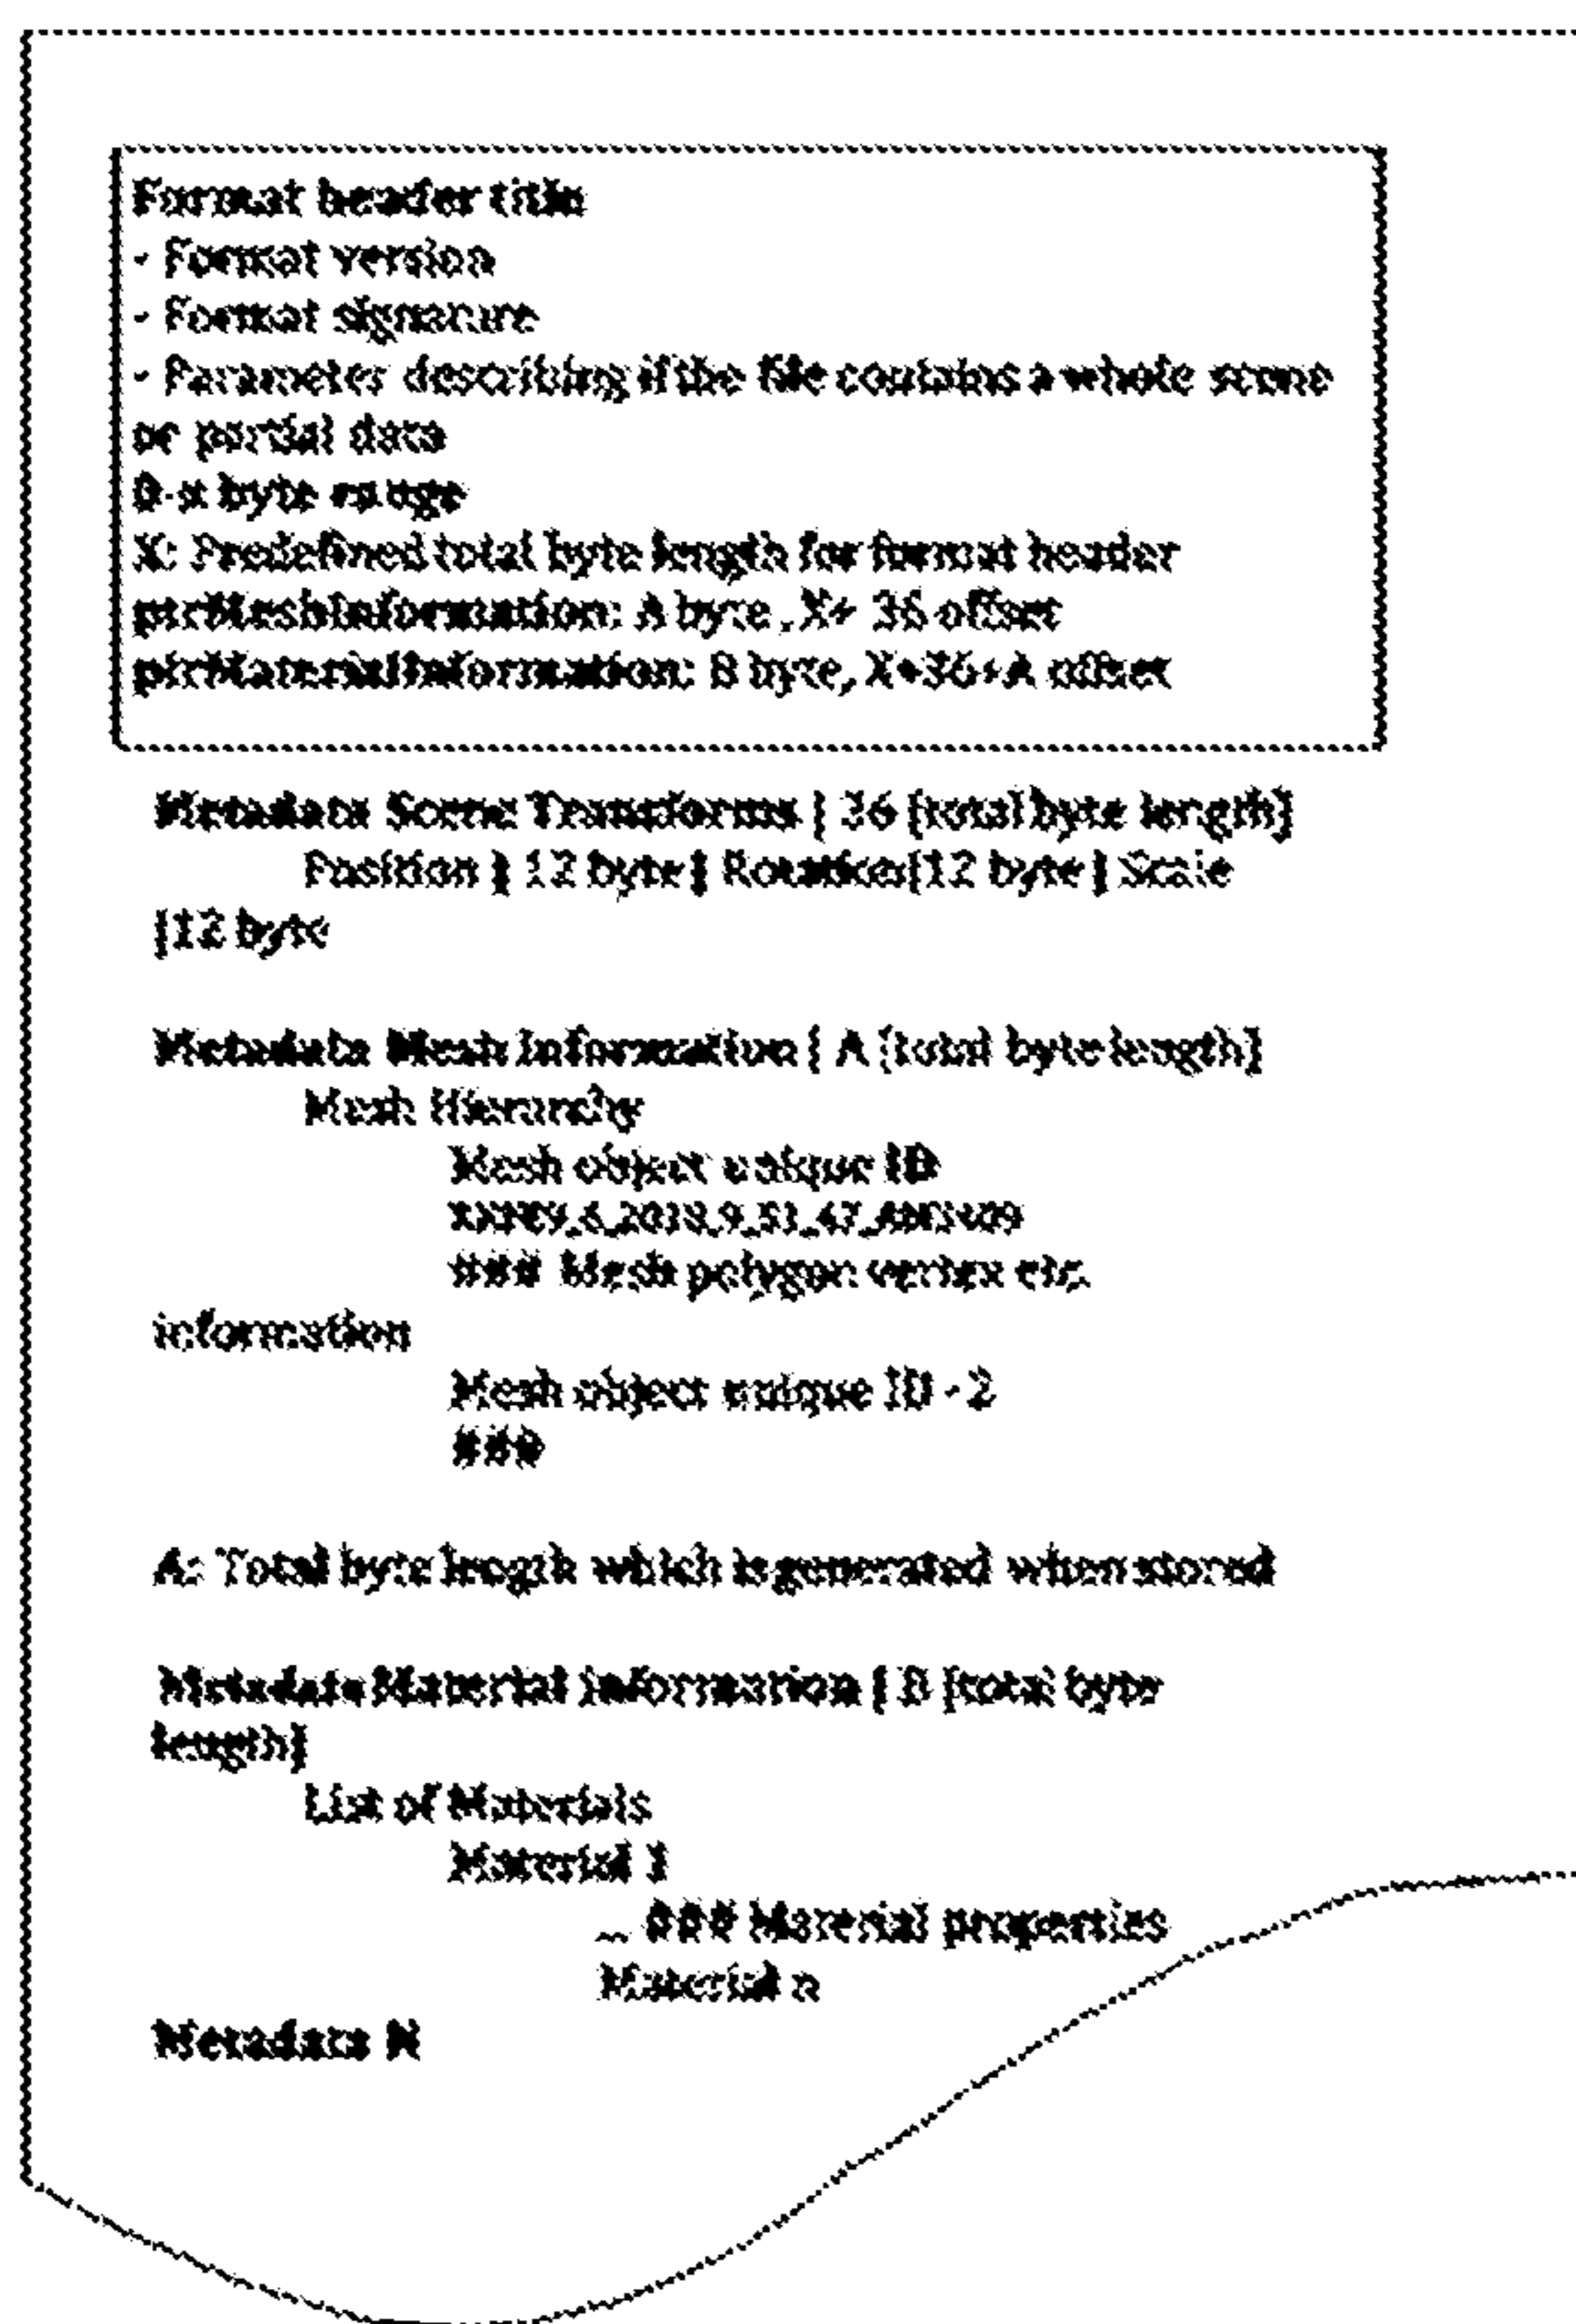 Format header title
- Format version
- Format signature
- Parameter describing if the file contains a whole scene
or partial data
0-x byte range
X: Predefined total byte length for format header
ptrMeshInformation: A byte , X+ 36 offset
ptrMaterialInformation: B byte, X+36+A offset
Metadata Scene Transforms | 36 [total byte length]
Position | 12 byte | Rotation|12 byte | Scale
|12 byte
Metadata Mesh Information | A [total byte length]
Mesh Hierarchy
Mesh object unique ID
### Mesh polygon vertex etc.
information
Mesh object unique ID - 2
###
A: Total byte length which is generated when stored
Metadata Material Information | B [total byte
length]
List of Materials
Material 1
### Material properties
Material n
Metadata N